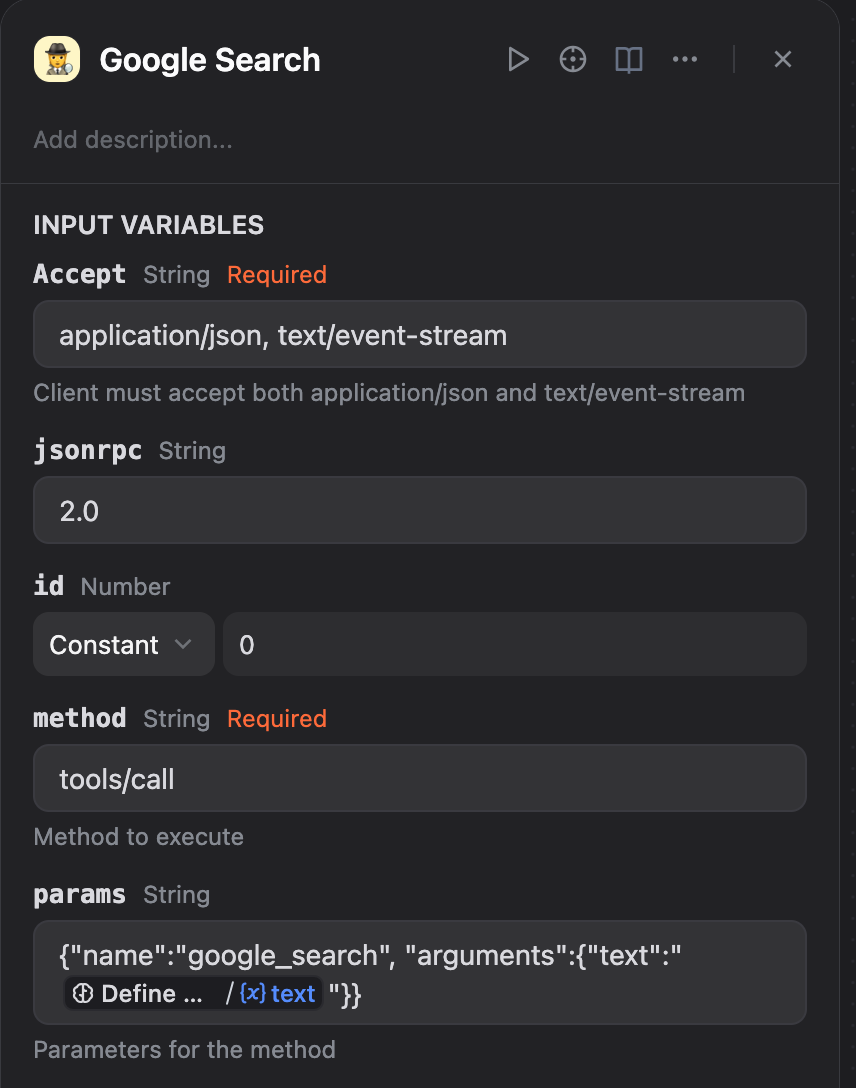 Google Search
Add description...
INPUT VARIABLES
Accept String Required
application/json, text/event-stream
Client must accept both application/json and text/event-stream
jsonrpc String
2.0
id Number
Constant 0
method String Required
tools/call
Method to execute
params String
{"name":"google_search", "arguments":{"text":"
Define ... /{x} text "}}
Parameters for the method